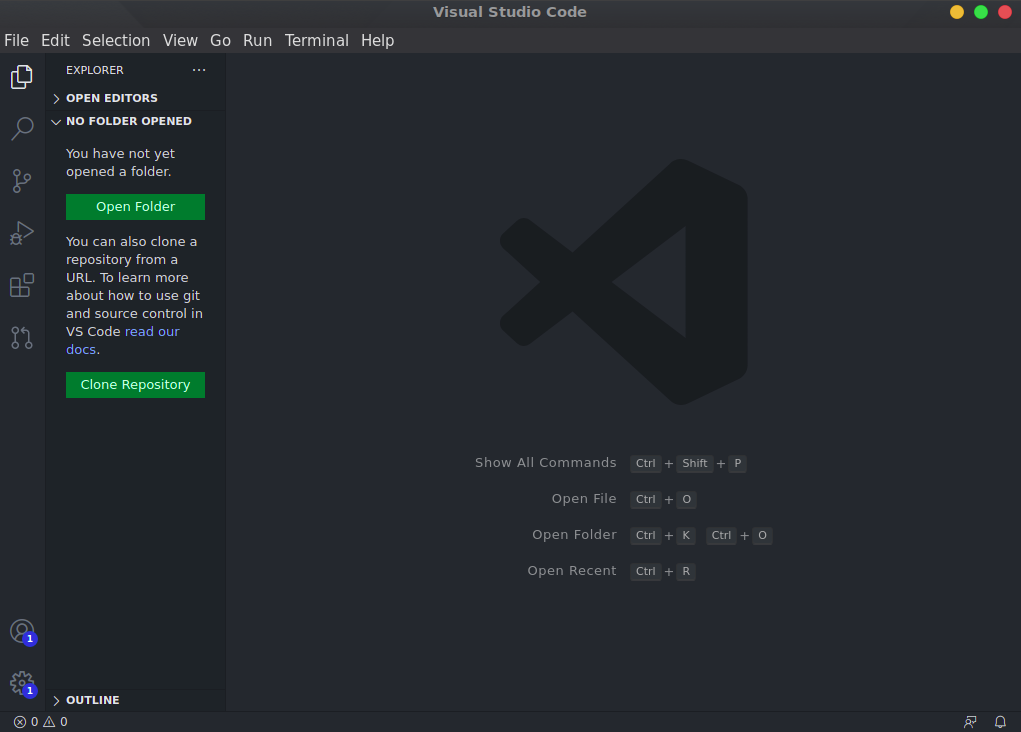 Visual Studio Code
File Edit Selection View Go Run Terminal Help
EXPLORER
OPEN EDITORS
NO FOLDER OPENED
You have not yet
opened a folder.
Open Folder
You can also clone a
repository from a
URL. To learn more
about how to use git
and source control in
VS Code read our
docs.
Clone Repository
Show All Commands Ctrl + Shift + P
Open File Ctrl + O
Open Folder Ctrl + K Ctrl + O
Open Recent Ctrl + R
1
1
OUTLINE
0 0